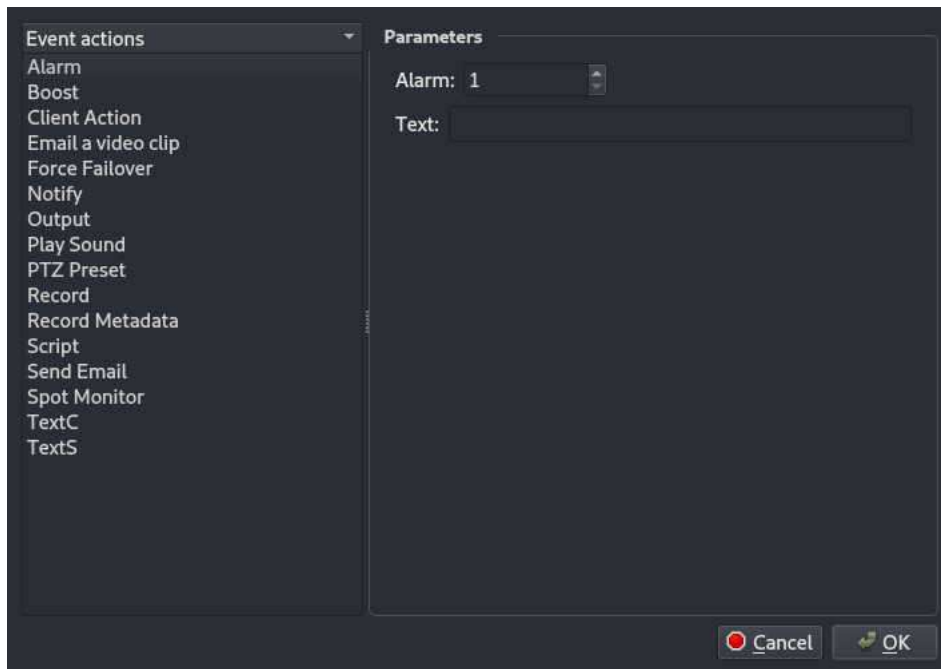 Event actions
Alarm
Boost
Client Action
Email a video clip
Force Failover
Notify
Output
Play Sound
PTZ Preset
Record
Record Metadata
Script
Send Email
Spot Monitor
TextC
TextS
Parameters
Alarm: 1
Text:
Cancel
OK